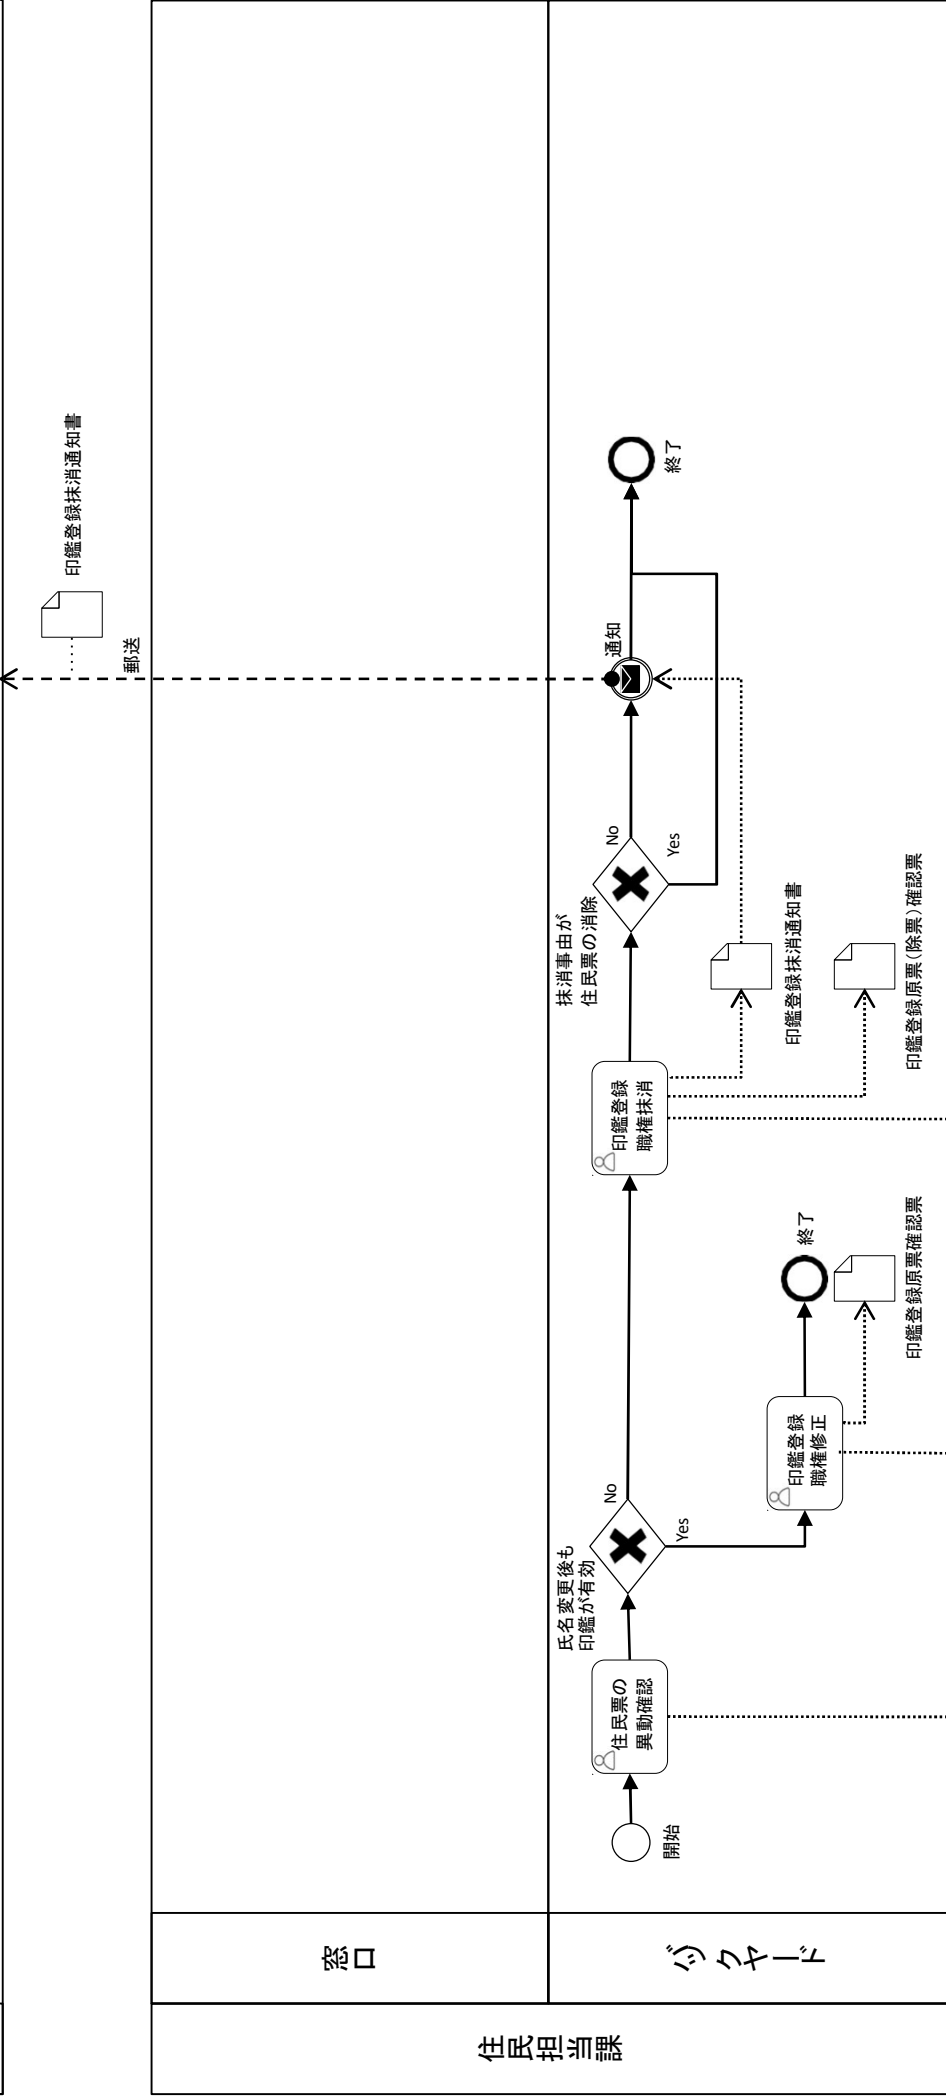 住民担当課
窓口
バックヤード
開始
住民票の
異動確認
氏名変更後も
印鑑が有効
No
Yes
印鑑登録
職権修正
終了
印鑑登録原票確認票
印鑑登録
職権抹消
印鑑登録抹消通知書
印鑑登録原票（除票）確認票
抹消事由が
住民票の消除
No
Yes
通知
郵送
印鑑登録抹消通知書
終了